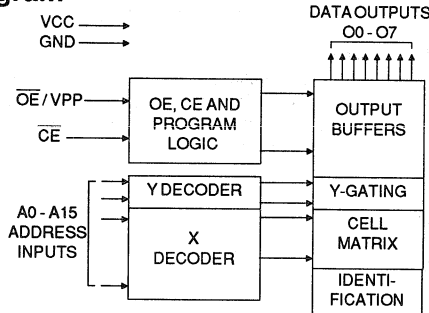 DATA OUTPUTS
O0 - O7
VCC
GND
OE / VPP
CE
OE, CE AND
PROGRAM
LOGIC
OUTPUT
BUFFERS
A0 - A15
ADDRESS
INPUTS
Y DECODER
Y-GATING
X
DECODER
CELL
MATRIX
IDENTI-
FICATION